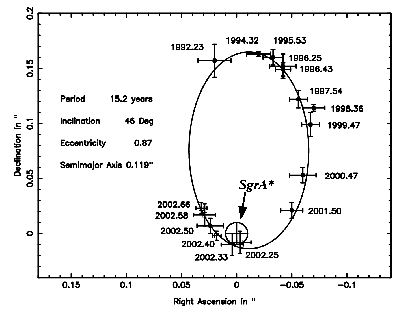 0.2
0.15
0.1
0.05
0
Declination in "
1992.23
1994.32
1995.53
1996.25
1996.43
1997.54
1998.36
1999.47
2000.47
2001.50
2002.66
2002.58
2002.50
2002.40
2002.33
2002.25
Period 15.2 years
Inclination 46 Deg
Eccentricity 0.87
Semimajor Axis 0.119"
SgrA*
0.15 0.1 0.05 0 −0.05 −0.1
Right Ascension in "